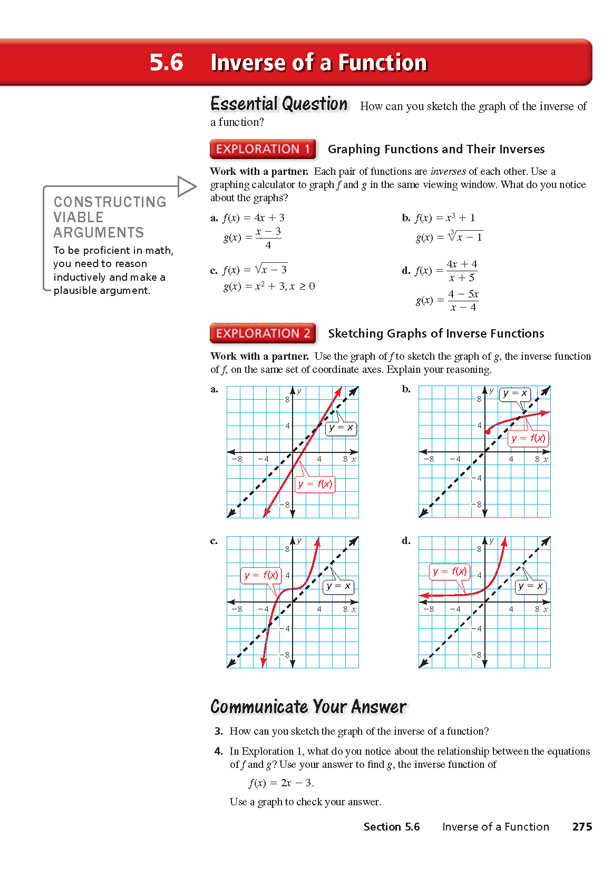 5.6 Inverse of a Function
Essential Question How can you sketch the graph of the inverse of
a function?
EXPLORATION 1 Graphing Functions and Their Inverses
Work with a partner. Each pair of functions are inverses of each other. Use a
graphing calculator to graph f and g in the same viewing window. What do you notice
about the graphs?
CONSTRUCTING
VIABLE
ARGUMENTS
To be proficient in math,
you need to reason
inductively and make a
plausible argument.
a. f(x) = 4x + 3
g(x) = (x − 3)/4
b. f(x) = x³ + 1
g(x) = ∛(x − 1)
c. f(x) = √(x − 3)
g(x) = x² + 3, x ≥ 0
d. f(x) = (4x + 4)/(x + 5)
g(x) = (4 − 5x)/(x − 4)
EXPLORATION 2 Sketching Graphs of Inverse Functions
Work with a partner. Use the graph of f to sketch the graph of g, the inverse function
of f, on the same set of coordinate axes. Explain your reasoning.
a.
y
8
4
y = x
−8 −4 4 8 x
y = f(x)
−8
b.
y
8
y = x
4
y = f(x)
−8 −4 4 8 x
−4
−8
c.
y
8
y = f(x)
4
y = x
−8 −4 4 8 x
−4
−8
d.
y
8
y = f(x)
4
y = x
−8 −4 4 8 x
−4
−8
Communicate Your Answer
3. How can you sketch the graph of the inverse of a function?
4. In Exploration 1, what do you notice about the relationship between the equations
of f and g? Use your answer to find g, the inverse function of
f(x) = 2x − 3.
Use a graph to check your answer.
Section 5.6 Inverse of a Function 275